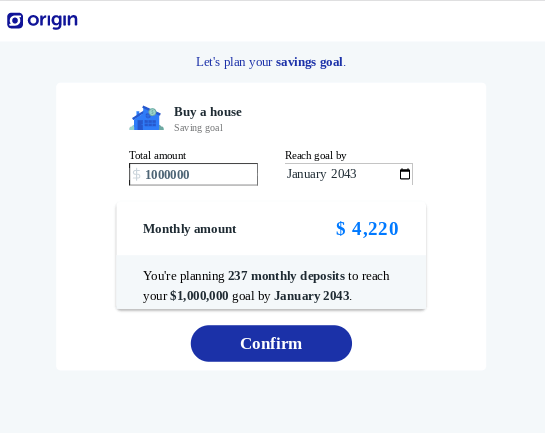 origin
Let's plan your savings goal.
Buy a house
Saving goal
Total amount
Reach goal by
$ 1000000
January 2043
Monthly amount
$ 4,220
You're planning 237 monthly deposits to reach
your $1,000,000 goal by January 2043.
Confirm